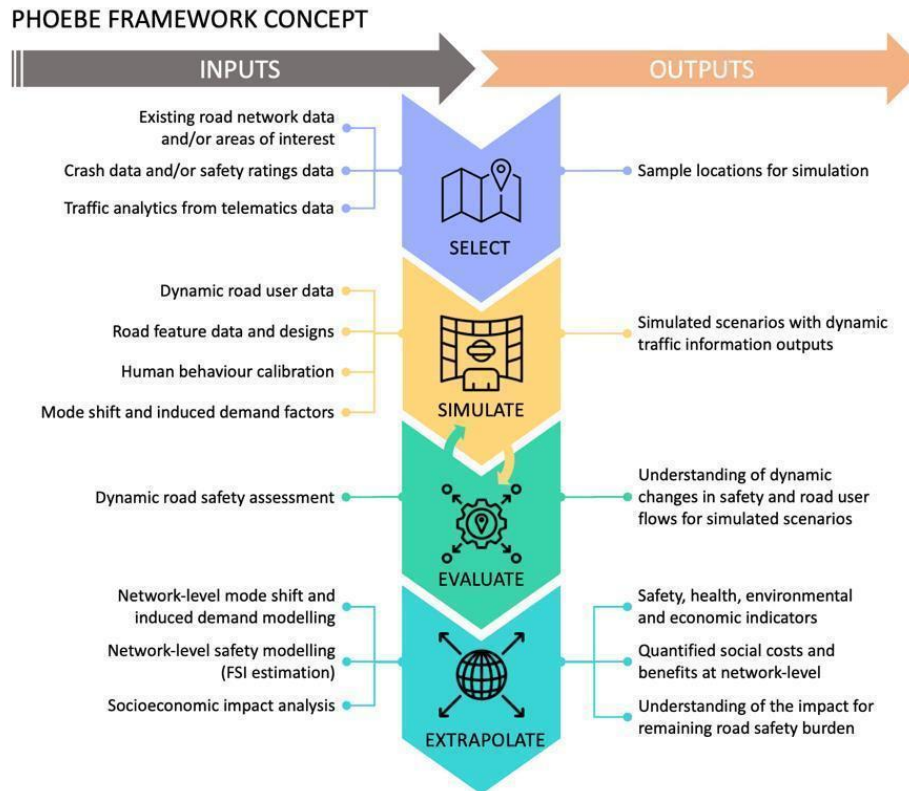 PHOEBE FRAMEWORK CONCEPT
INPUTS
OUTPUTS
Existing road network data
and/or areas of interest
Crash data and/or safety ratings data
Traffic analytics from telematics data
SELECT
Sample locations for simulation
Dynamic road user data
Road feature data and designs
Human behaviour calibration
Mode shift and induced demand factors
SIMULATE
Simulated scenarios with dynamic
traffic information outputs
Dynamic road safety assessment
EVALUATE
Understanding of dynamic
changes in safety and road user
flows for simulated scenarios
Network-level mode shift and
induced demand modelling
Network-level safety modelling
(FSI estimation)
Socioeconomic impact analysis
EXTRAPOLATE
Safety, health, environmental
and economic indicators
Quantified social costs and
benefits at network-level
Understanding of the impact for
remaining road safety burden